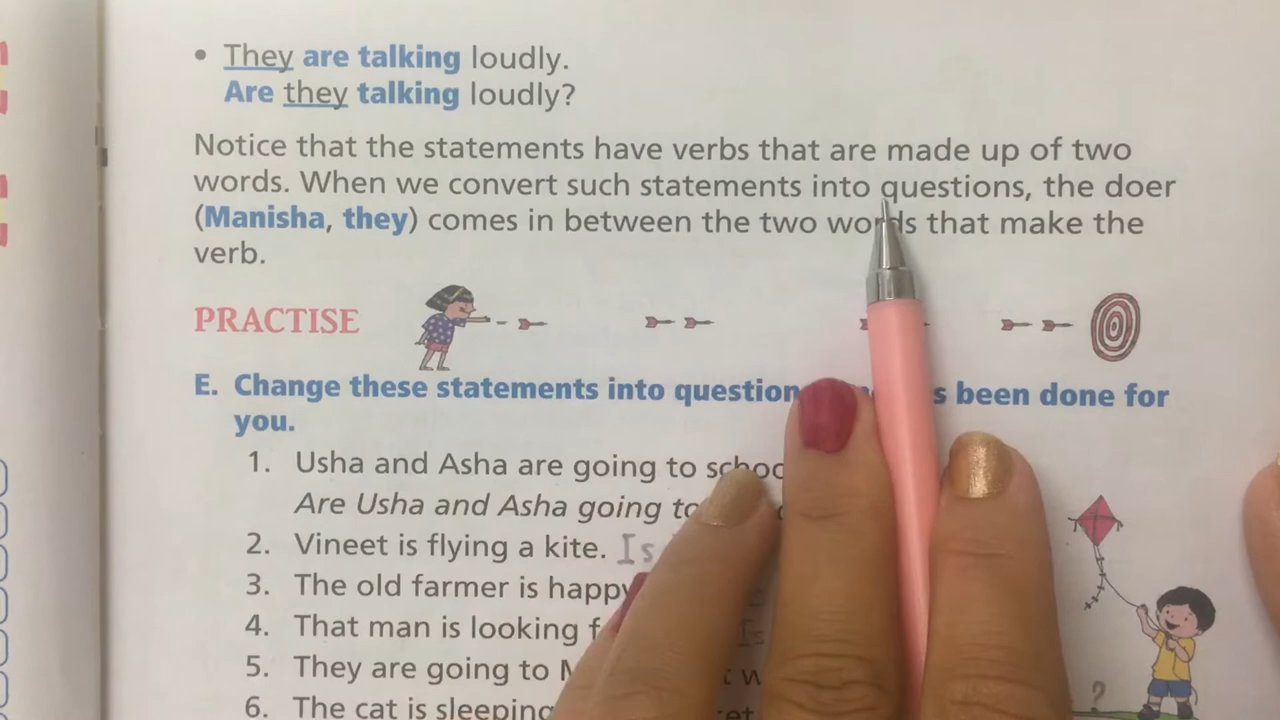 • They are talking loudly.
Are they talking loudly?
Notice that the statements have verbs that are made up of two
words. When we convert such statements into questions, the doer
(Manisha, they) comes in between the two words that make the
verb.
PRACTISE
E. Change these statements into question been done for
you.
1. Usha and Asha are going to
Are Usha and Asha going to
2. Vineet is flying a kite. Is
3. The old farmer is happy
4. That man is looking
5. They are going to
6. The cat is sleeping
?